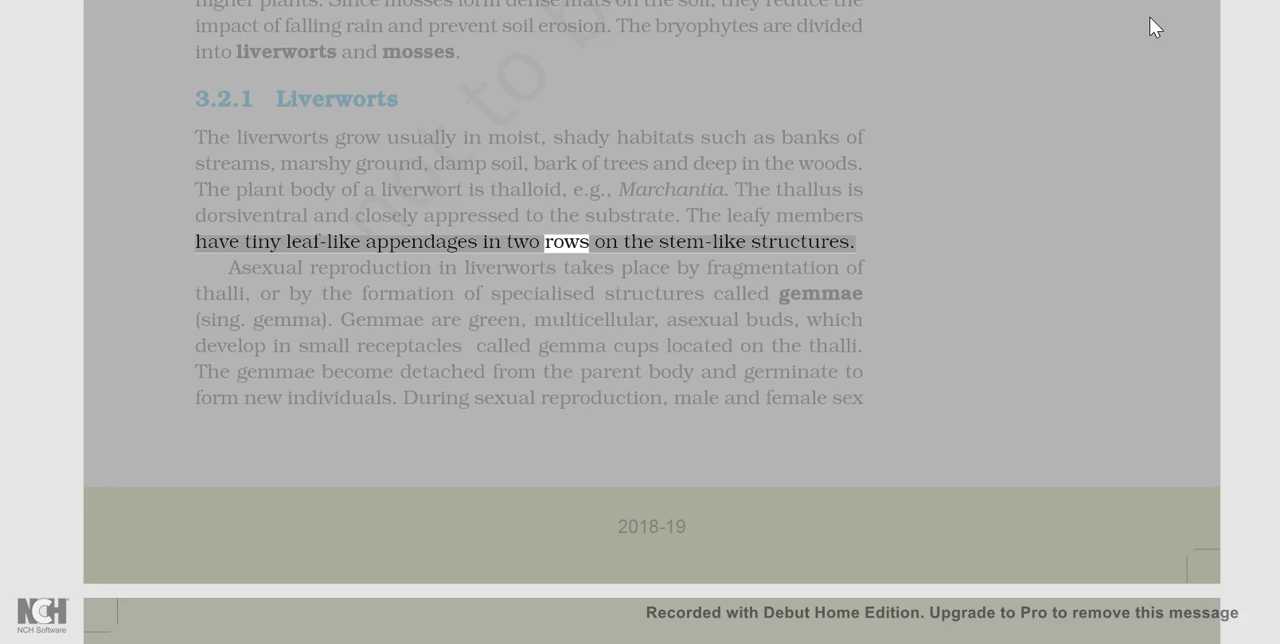 higher plants. Since mosses form dense mats on the soil, they reduce the
impact of falling rain and prevent soil erosion. The bryophytes are divided
into liverworts and mosses.
3.2.1 Liverworts
The liverworts grow usually in moist, shady habitats such as banks of
streams, marshy ground, damp soil, bark of trees and deep in the woods.
The plant body of a liverwort is thalloid, e.g., Marchantia. The thallus is
dorsiventral and closely appressed to the substrate. The leafy members
have tiny leaf-like appendages in two rows on the stem-like structures.
Asexual reproduction in liverworts takes place by fragmentation of
thalli, or by the formation of specialised structures called gemmae
(sing. gemma). Gemmae are green, multicellular, asexual buds, which
develop in small receptacles called gemma cups located on the thalli.
The gemmae become detached from the parent body and germinate to
form new individuals. During sexual reproduction, male and female sex
not to b
2018-19
NCH
NCH Software
Recorded with Debut Home Edition. Upgrade to Pro to remove this message